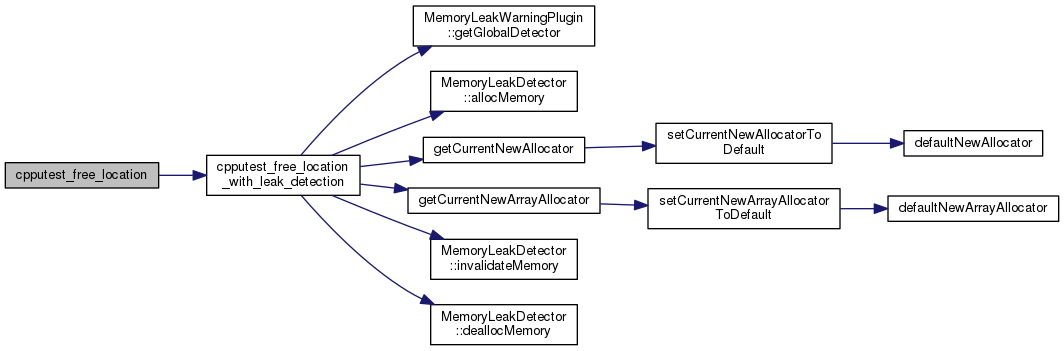 cpputest_free_location
cpputest_free_location
_with_leak_detection
MemoryLeakWarningPlugin
::getGlobalDetector
MemoryLeakDetector
::allocMemory
getCurrentNewAllocator
setCurrentNewAllocatorTo
Default
defaultNewAllocator
getCurrentNewArrayAllocator
setCurrentNewArrayAllocator
ToDefault
defaultNewArrayAllocator
MemoryLeakDetector
::invalidateMemory
MemoryLeakDetector
::deallocMemory